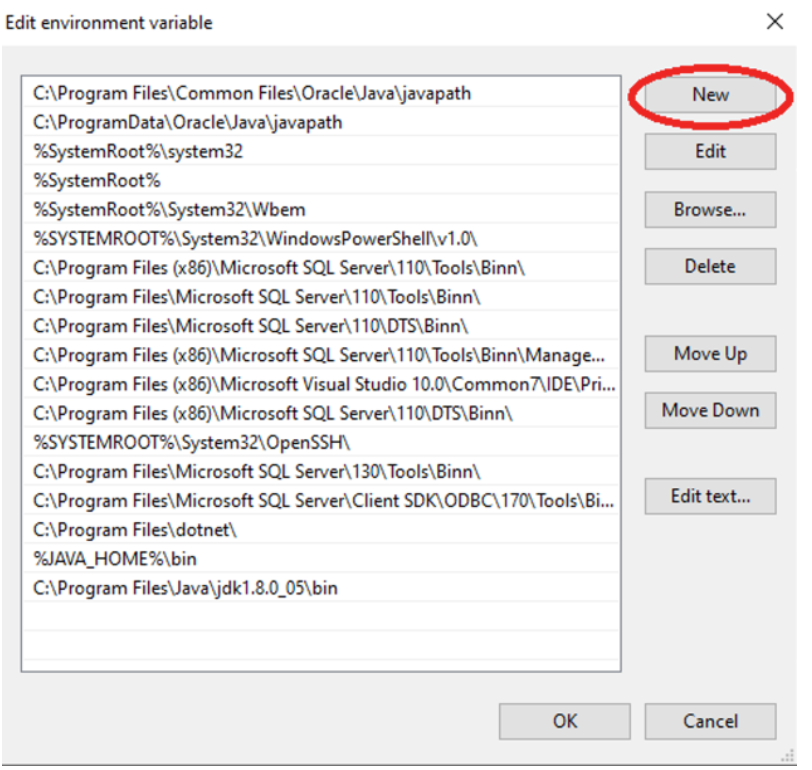 Edit environment variable
C:\Program Files\Common Files\Oracle\Java\javapath
New
C:\ProgramData\Oracle\Java\javapath
%SystemRoot%\system32
Edit
%SystemRoot%
%SystemRoot%\System32\Wbem
Browse...
%SYSTEMROOT%\System32\WindowsPowerShell\v1.0\
C:\Program Files (x86)\Microsoft SQL Server\110\Tools\Binn\
Delete
C:\Program Files\Microsoft SQL Server\110\Tools\Binn\
C:\Program Files\Microsoft SQL Server\110\DTS\Binn\
C:\Program Files (x86)\Microsoft SQL Server\110\Tools\Binn\Manage...
Move Up
C:\Program Files (x86)\Microsoft Visual Studio 10.0\Common7\IDE\Pri...
C:\Program Files (x86)\Microsoft SQL Server\110\DTS\Binn\
Move Down
%SYSTEMROOT%\System32\OpenSSH\
C:\Program Files\Microsoft SQL Server\130\Tools\Binn\
C:\Program Files\Microsoft SQL Server\Client SDK\ODBC\170\Tools\Bi...
Edit text...
C:\Program Files\dotnet\
%JAVA_HOME%\bin
C:\Program Files\Java\jdk1.8.0_05\bin
OK
Cancel